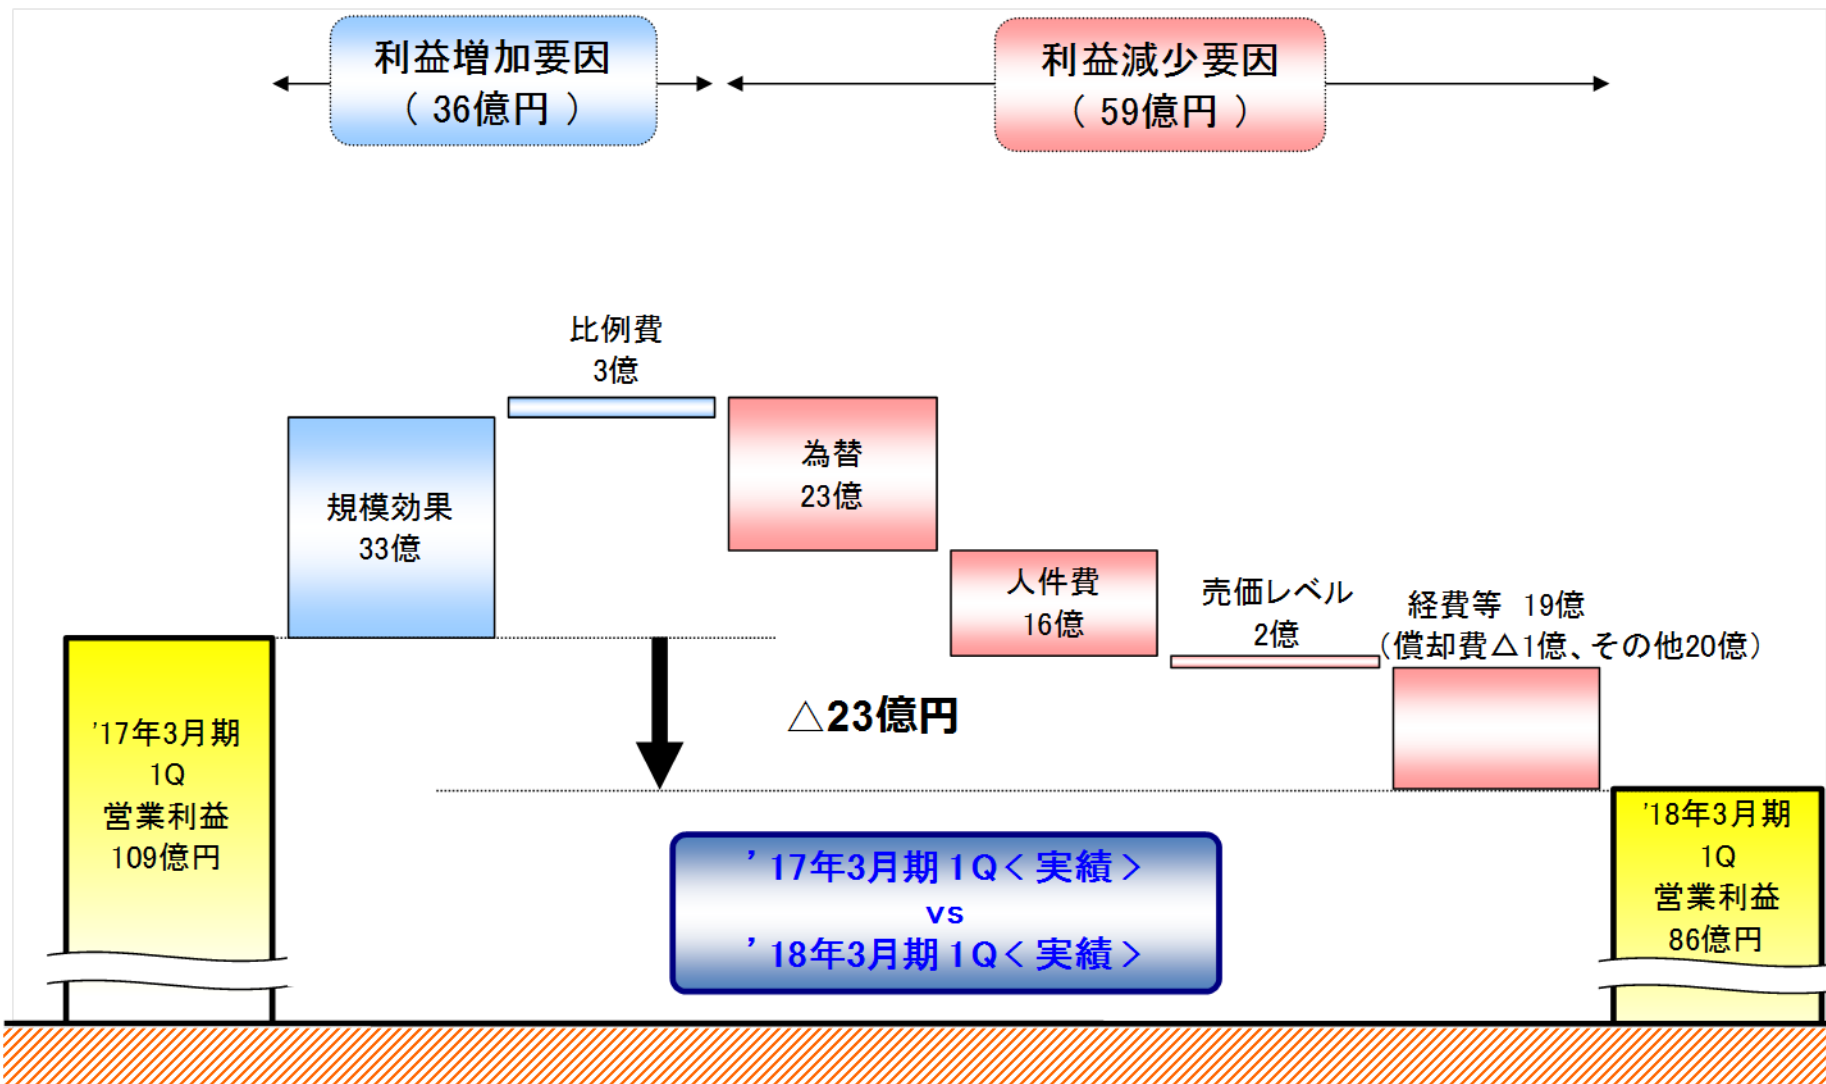 利益増加要因
（ 36億円 ）
利益減少要因
（ 59億円 ）
比例費
3億
規模効果
33億
為替
23億
人件費
16億
売価レベル
2億
経費等　19億
（償却費△1億、その他20億）
△23億円
'17年3月期
1Q
営業利益
109億円
'18年3月期
1Q
営業利益
86億円
’17年3月期 1Q＜実績＞
vs
’18年3月期 1Q＜実績＞